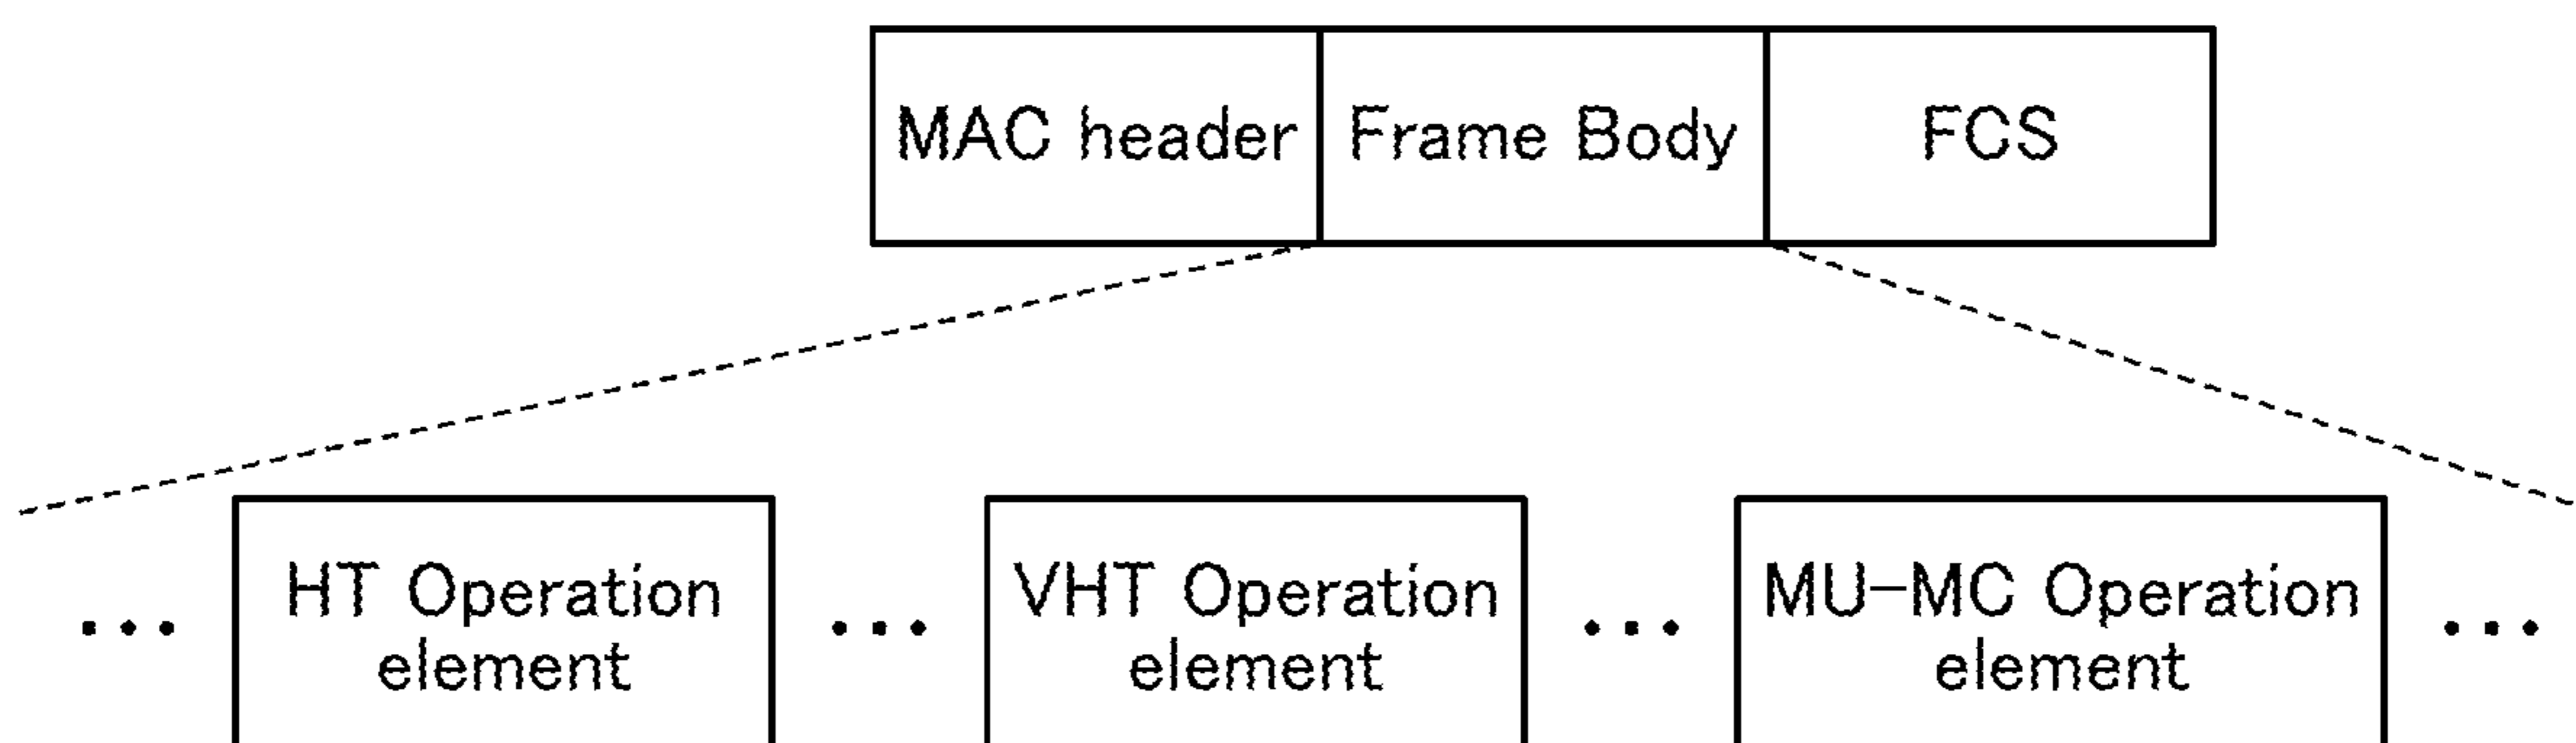 MAC header Frame Body FCS
... HT Operation ... VHT Operation ... MU-MC Operation ...
element element element